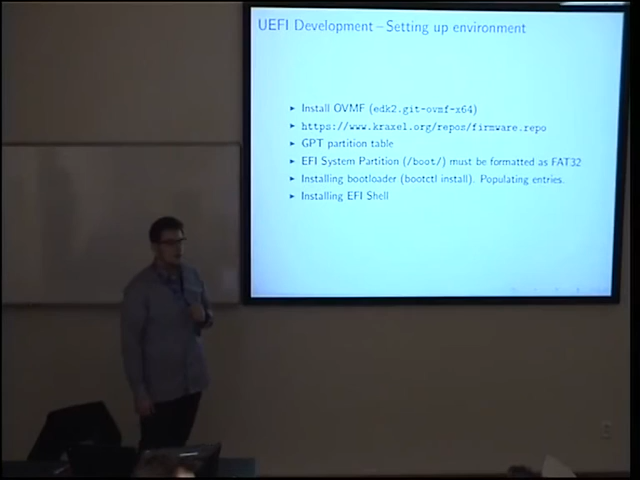 UEFI Development – Setting up environment
▸ Install OVMF (edk2.git-ovmf-x64)
▸ https://www.kraxel.org/repos/firmware.repo
▸ GPT partition table
▸ EFI System Partition (/boot/) must be formatted as FAT32
▸ Installing bootloader (bootctl install). Populating entries.
▸ Installing EFI Shell